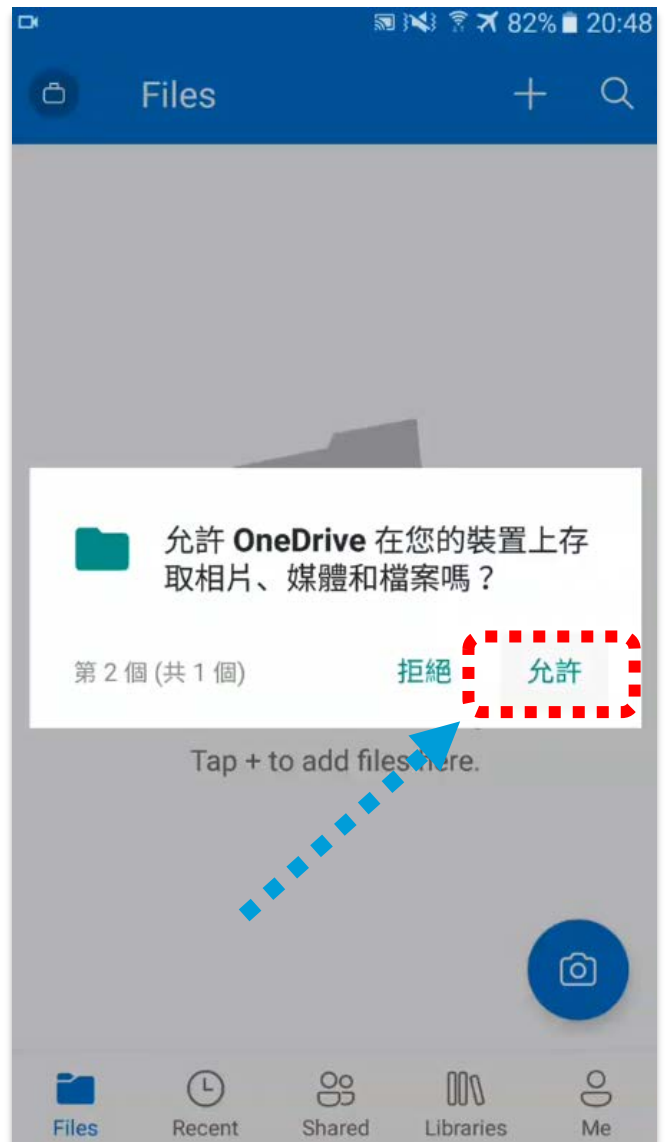 82% 20:48
Files
允許 OneDrive 在您的裝置上存
取相片、媒體和檔案嗎？
第 2 個 (共 1 個) 拒絕 允許
Tap + to add files here.
Files Recent Shared Libraries Me